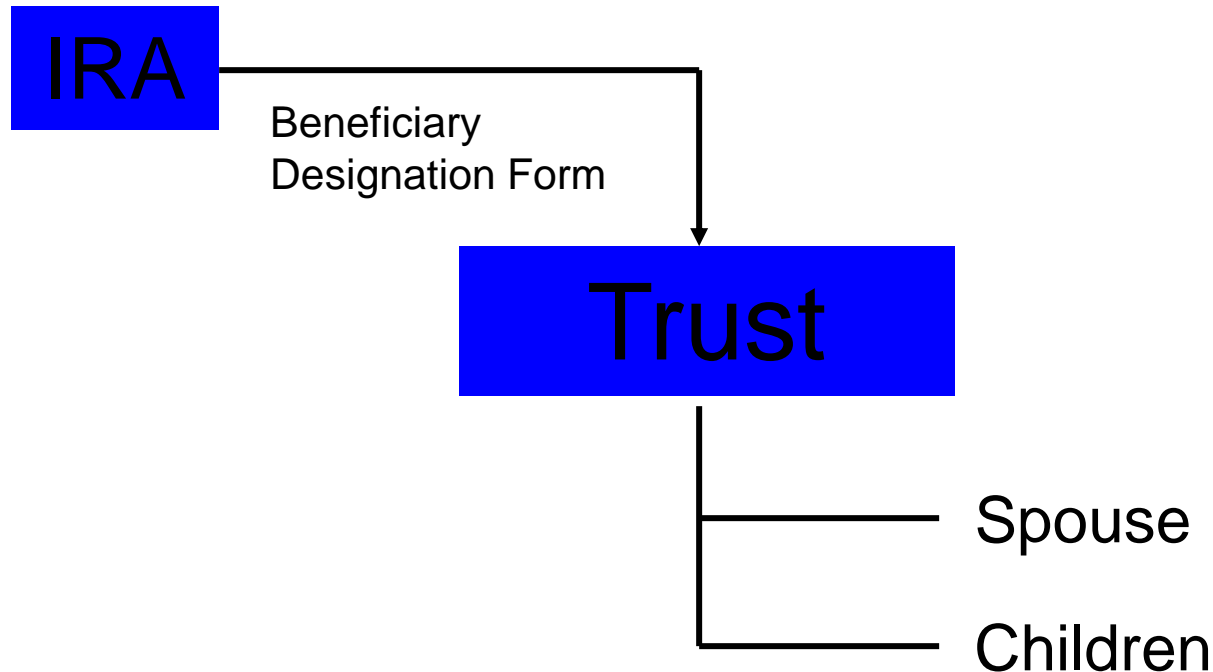 IRA
Beneficiary
Designation Form
Trust
Spouse
Children